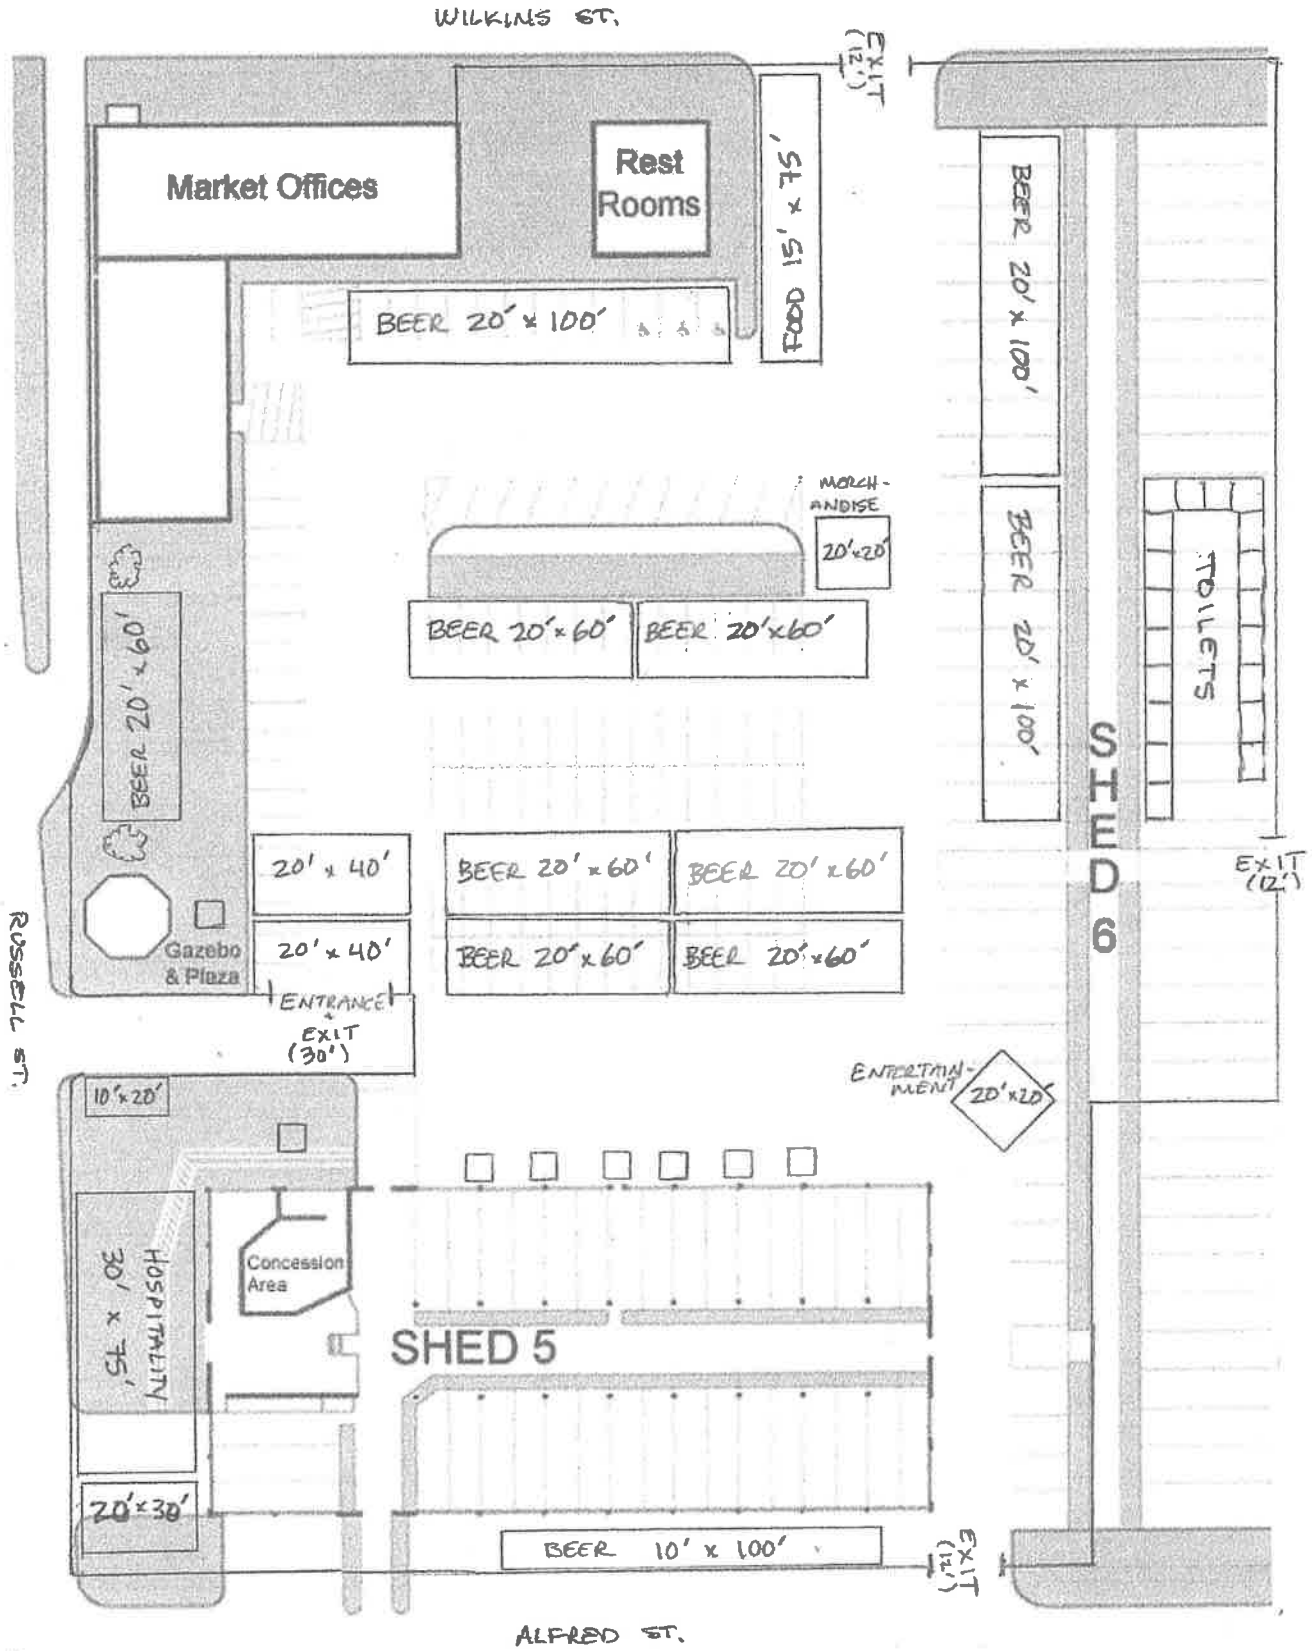 WILKINS ST.
EXIT
(12')
Market Offices
Rest
Rooms
FOOD 15' x 75'
BEER 20' x 100'
BEER 20' x 100'
MERCH-
ANDISE
20'x20'
BEER 20' x 100'
TOILETS
BEER 20' x 60'
BEER 20' x 60'
BEER 20' x 60'
SHED 6
20' x 40'
BEER 20' x 60'
BEER 20' x 60'
EXIT
(12')
Gazebo
& Plaza
20' x 40'
BEER 20' x 60'
BEER 20' x 60'
RUSSELL ST.
ENTRANCE
+
EXIT
(30')
10'x20'
ENTERTAIN-
MENT
20'x20'
HOSPITALITY
30' x 75'
Concession
Area
SHED 5
20' x 30'
BEER 10' x 100'
EXIT
(12')
ALFRED ST.